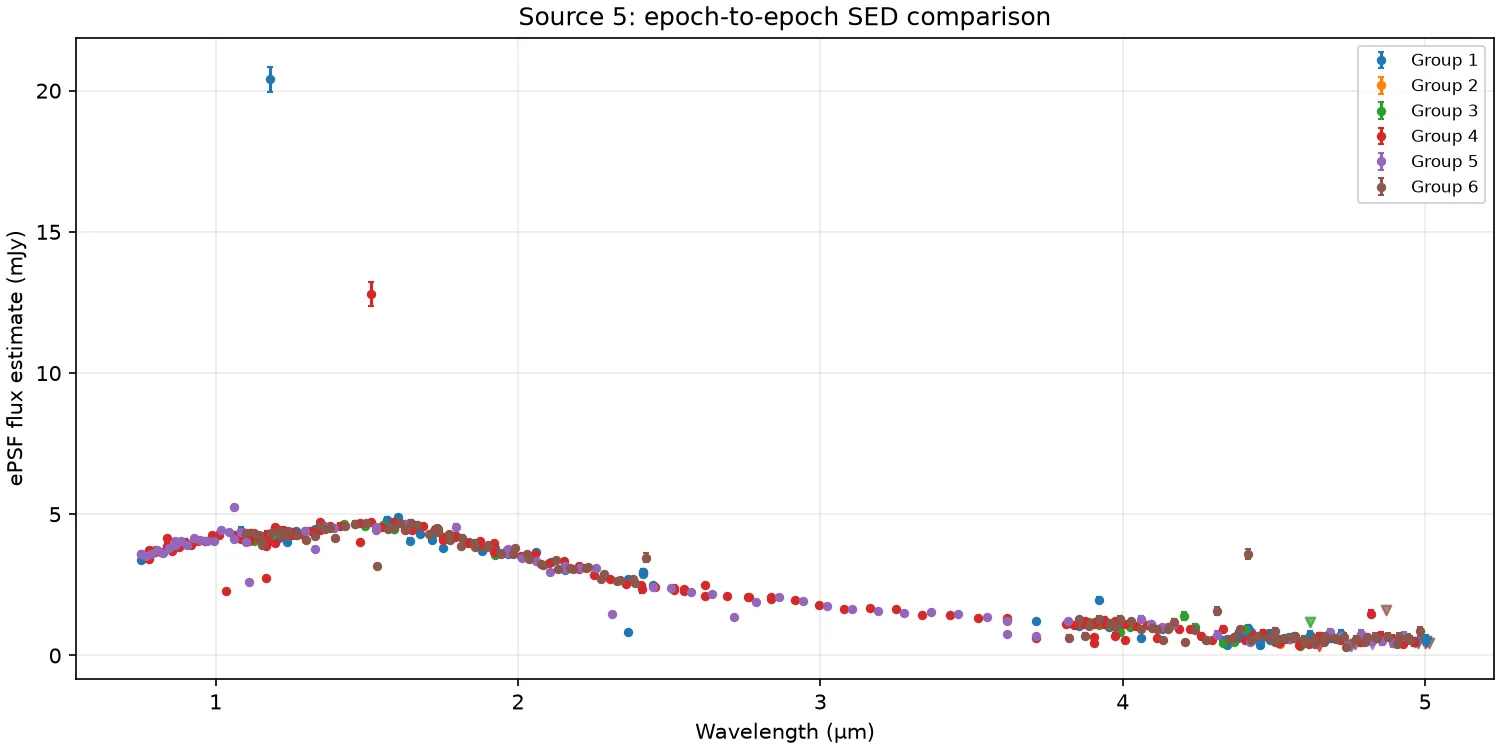 Source 5: epoch-to-epoch SED comparison
ePSF flux estimate (mJy)
20
15
10
5
0
Group 1
Group 2
Group 3
Group 4
Group 5
Group 6
1 2 3 4 5
Wavelength (μm)